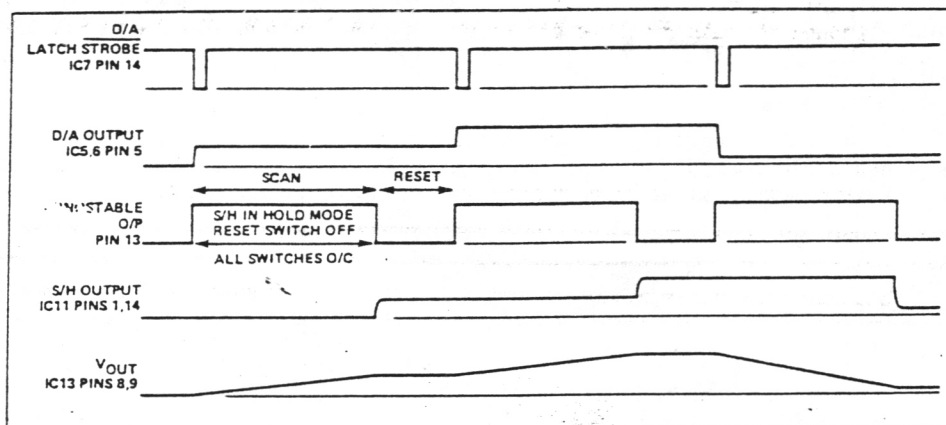 D/A
LATCH STROBE
IC7 PIN 14
D/A OUTPUT
IC5,6 PIN 5
SCAN
RESET
O/P
PIN 13
S/H IN HOLD MODE
RESET SWITCH OFF
ALL SWITCHES O/C
S/H OUTPUT
IC11 PINS 1,14
VOUT
IC13 PINS 8,9